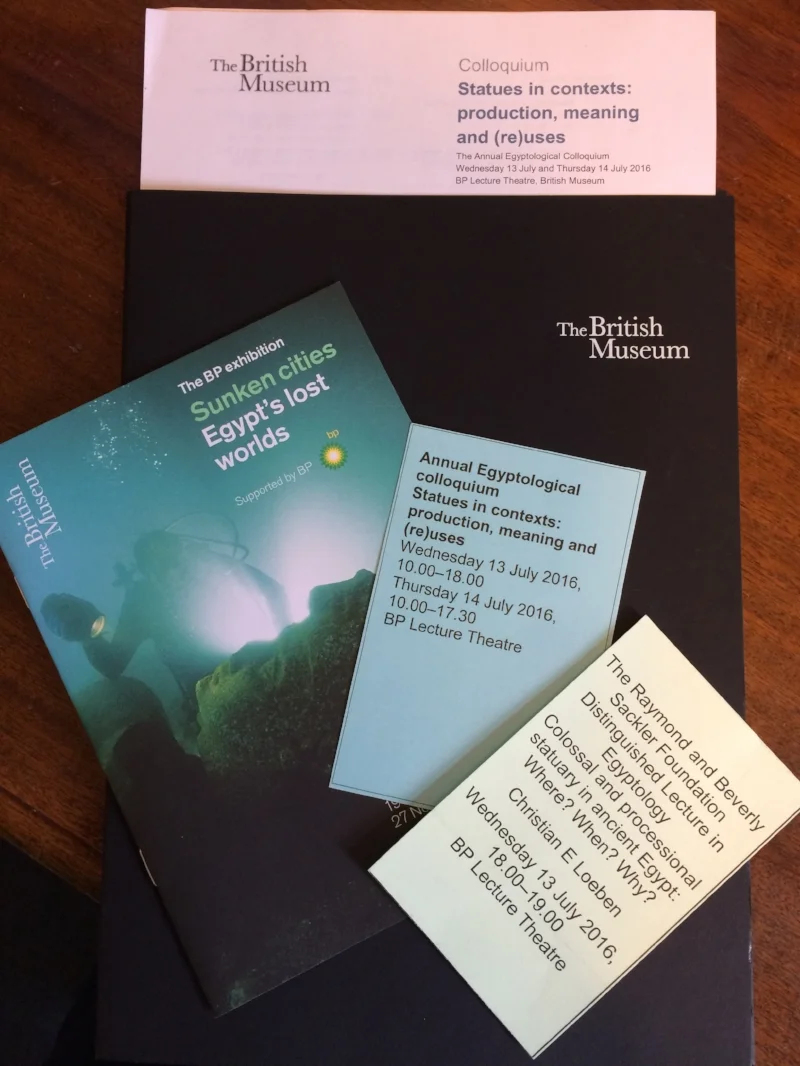 The British
Museum
Colloquium
Statues in contexts:
production, meaning
and (re)uses
The Annual Egyptological Colloquium
Wednesday 13 July and Thursday 14 July 2016
BP Lecture Theatre, British Museum
The British
Museum
The BP exhibition
Sunken cities
Egypt's lost
worlds
Supported by BP
bp
The British
Museum
19
27 N
Annual Egyptological
colloquium
Statues in contexts:
production, meaning and
(re)uses
Wednesday 13 July 2016,
10.00–18.00
Thursday 14 July 2016,
10.00–17.30
BP Lecture Theatre
The Raymond and Beverly
Sackler Foundation
Distinguished Lecture in
Egyptology
Colossal and processional
statuary in ancient Egypt:
Where? When? Why?
Christian E Loeben
Wednesday 13 July 2016,
18.00–19.00
BP Lecture Theatre